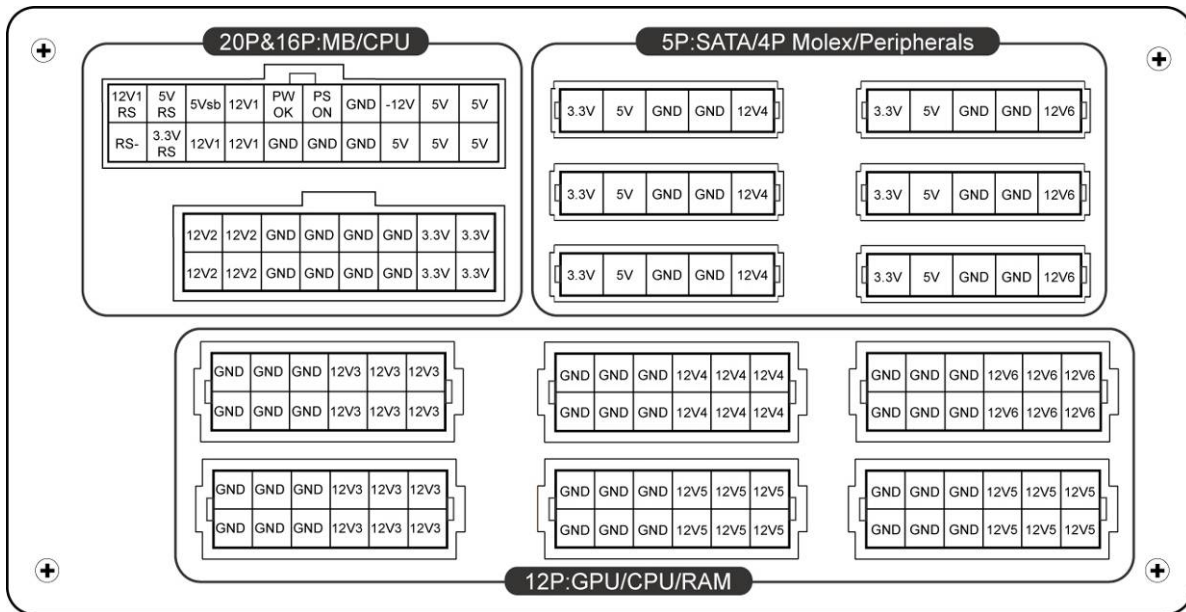 20P&16P:MB/CPU
12V1 RS 5V RS 5Vsb 12V1 PW OK PS ON GND -12V 5V 5V
RS- 3.3V RS 12V1 12V1 GND GND GND 5V 5V 5V
12V2 12V2 GND GND GND GND 3.3V 3.3V
12V2 12V2 GND GND GND GND 3.3V 3.3V
5P:SATA/4P Molex/Peripherals
3.3V 5V GND GND 12V4
3.3V 5V GND GND 12V6
3.3V 5V GND GND 12V4
3.3V 5V GND GND 12V6
3.3V 5V GND GND 12V4
3.3V 5V GND GND 12V6
GND GND GND 12V3 12V3 12V3
GND GND GND 12V3 12V3 12V3
GND GND GND 12V4 12V4 12V4
GND GND GND 12V4 12V4 12V4
GND GND GND 12V6 12V6 12V6
GND GND GND 12V6 12V6 12V6
GND GND GND 12V3 12V3 12V3
GND GND GND 12V3 12V3 12V3
GND GND GND 12V5 12V5 12V5
GND GND GND 12V5 12V5 12V5
GND GND GND 12V5 12V5 12V5
GND GND GND 12V5 12V5 12V5
12P:GPU/CPU/RAM